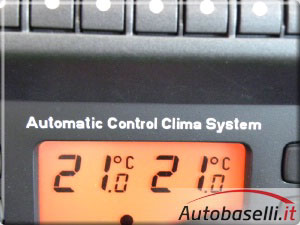 Automatic Control Clima System
21.0°C 21.0°C
Autobaselli.it